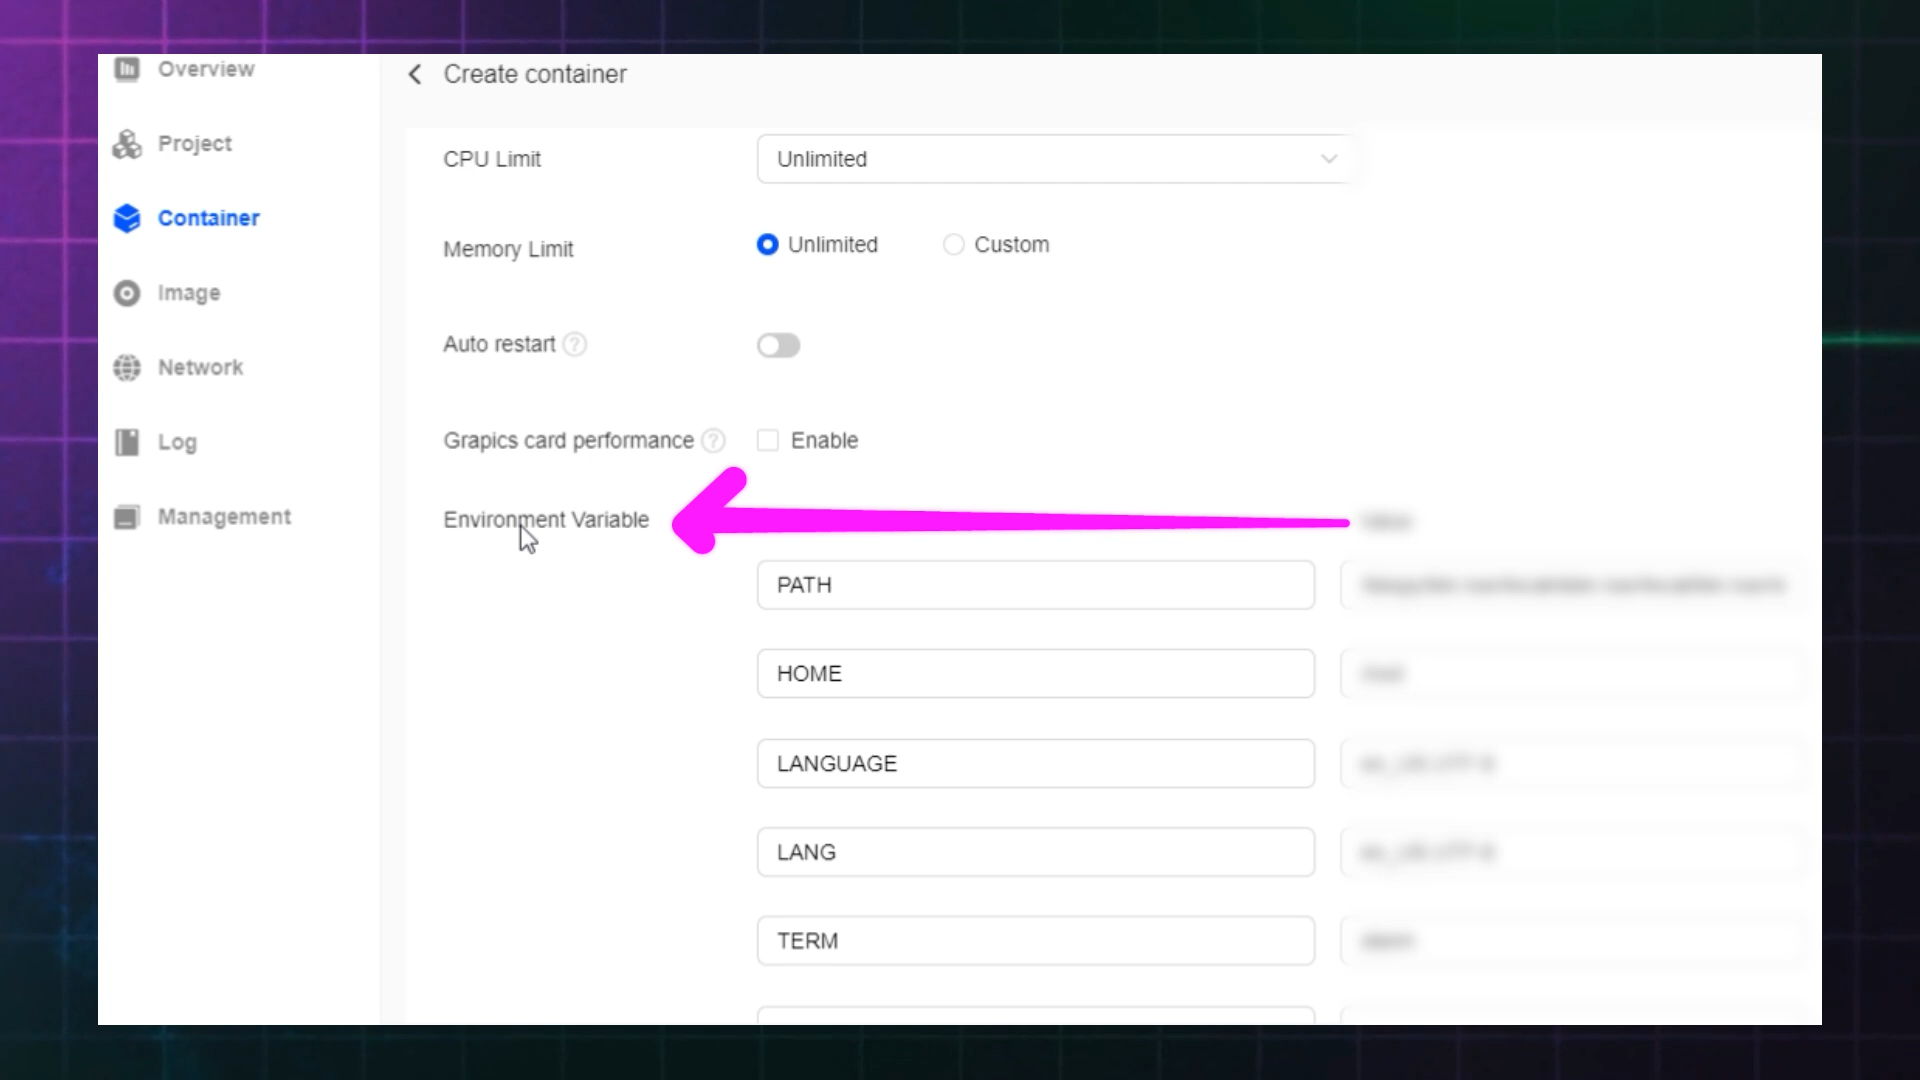 Overview
Project
Container
Image
Network
Log
Management
Create container
CPU Limit
Unlimited
Memory Limit
Unlimited
Custom
Auto restart ?
Grapics card performance ?
Enable
Environment Variable
PATH
HOME
LANGUAGE
LANG
TERM